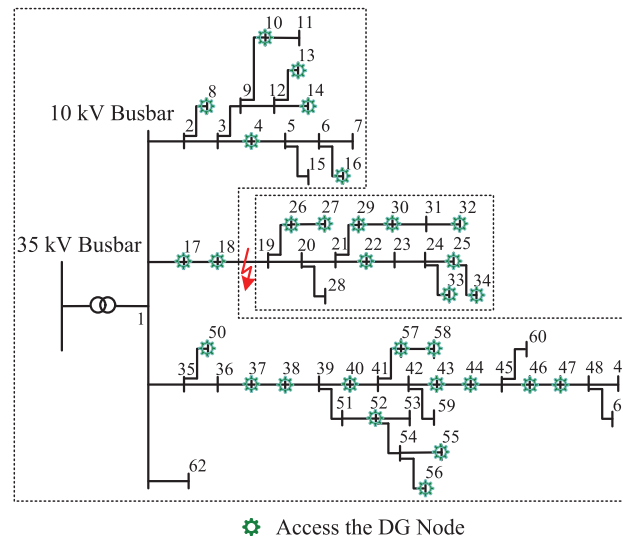 10 11
13
8 9 12 14
10 kV Busbar
2 3 4 5 6 7
15 16
26 27 29 30 31 32
35 kV Busbar
17 18 19 20 21 22 23 24 25
28 33 34
1
50 57 58 60
35 36 37 38 39 40 41 42 43 44 45 46 47 48 4
51 52 53 59 6
54 55
62 56
Access the DG Node